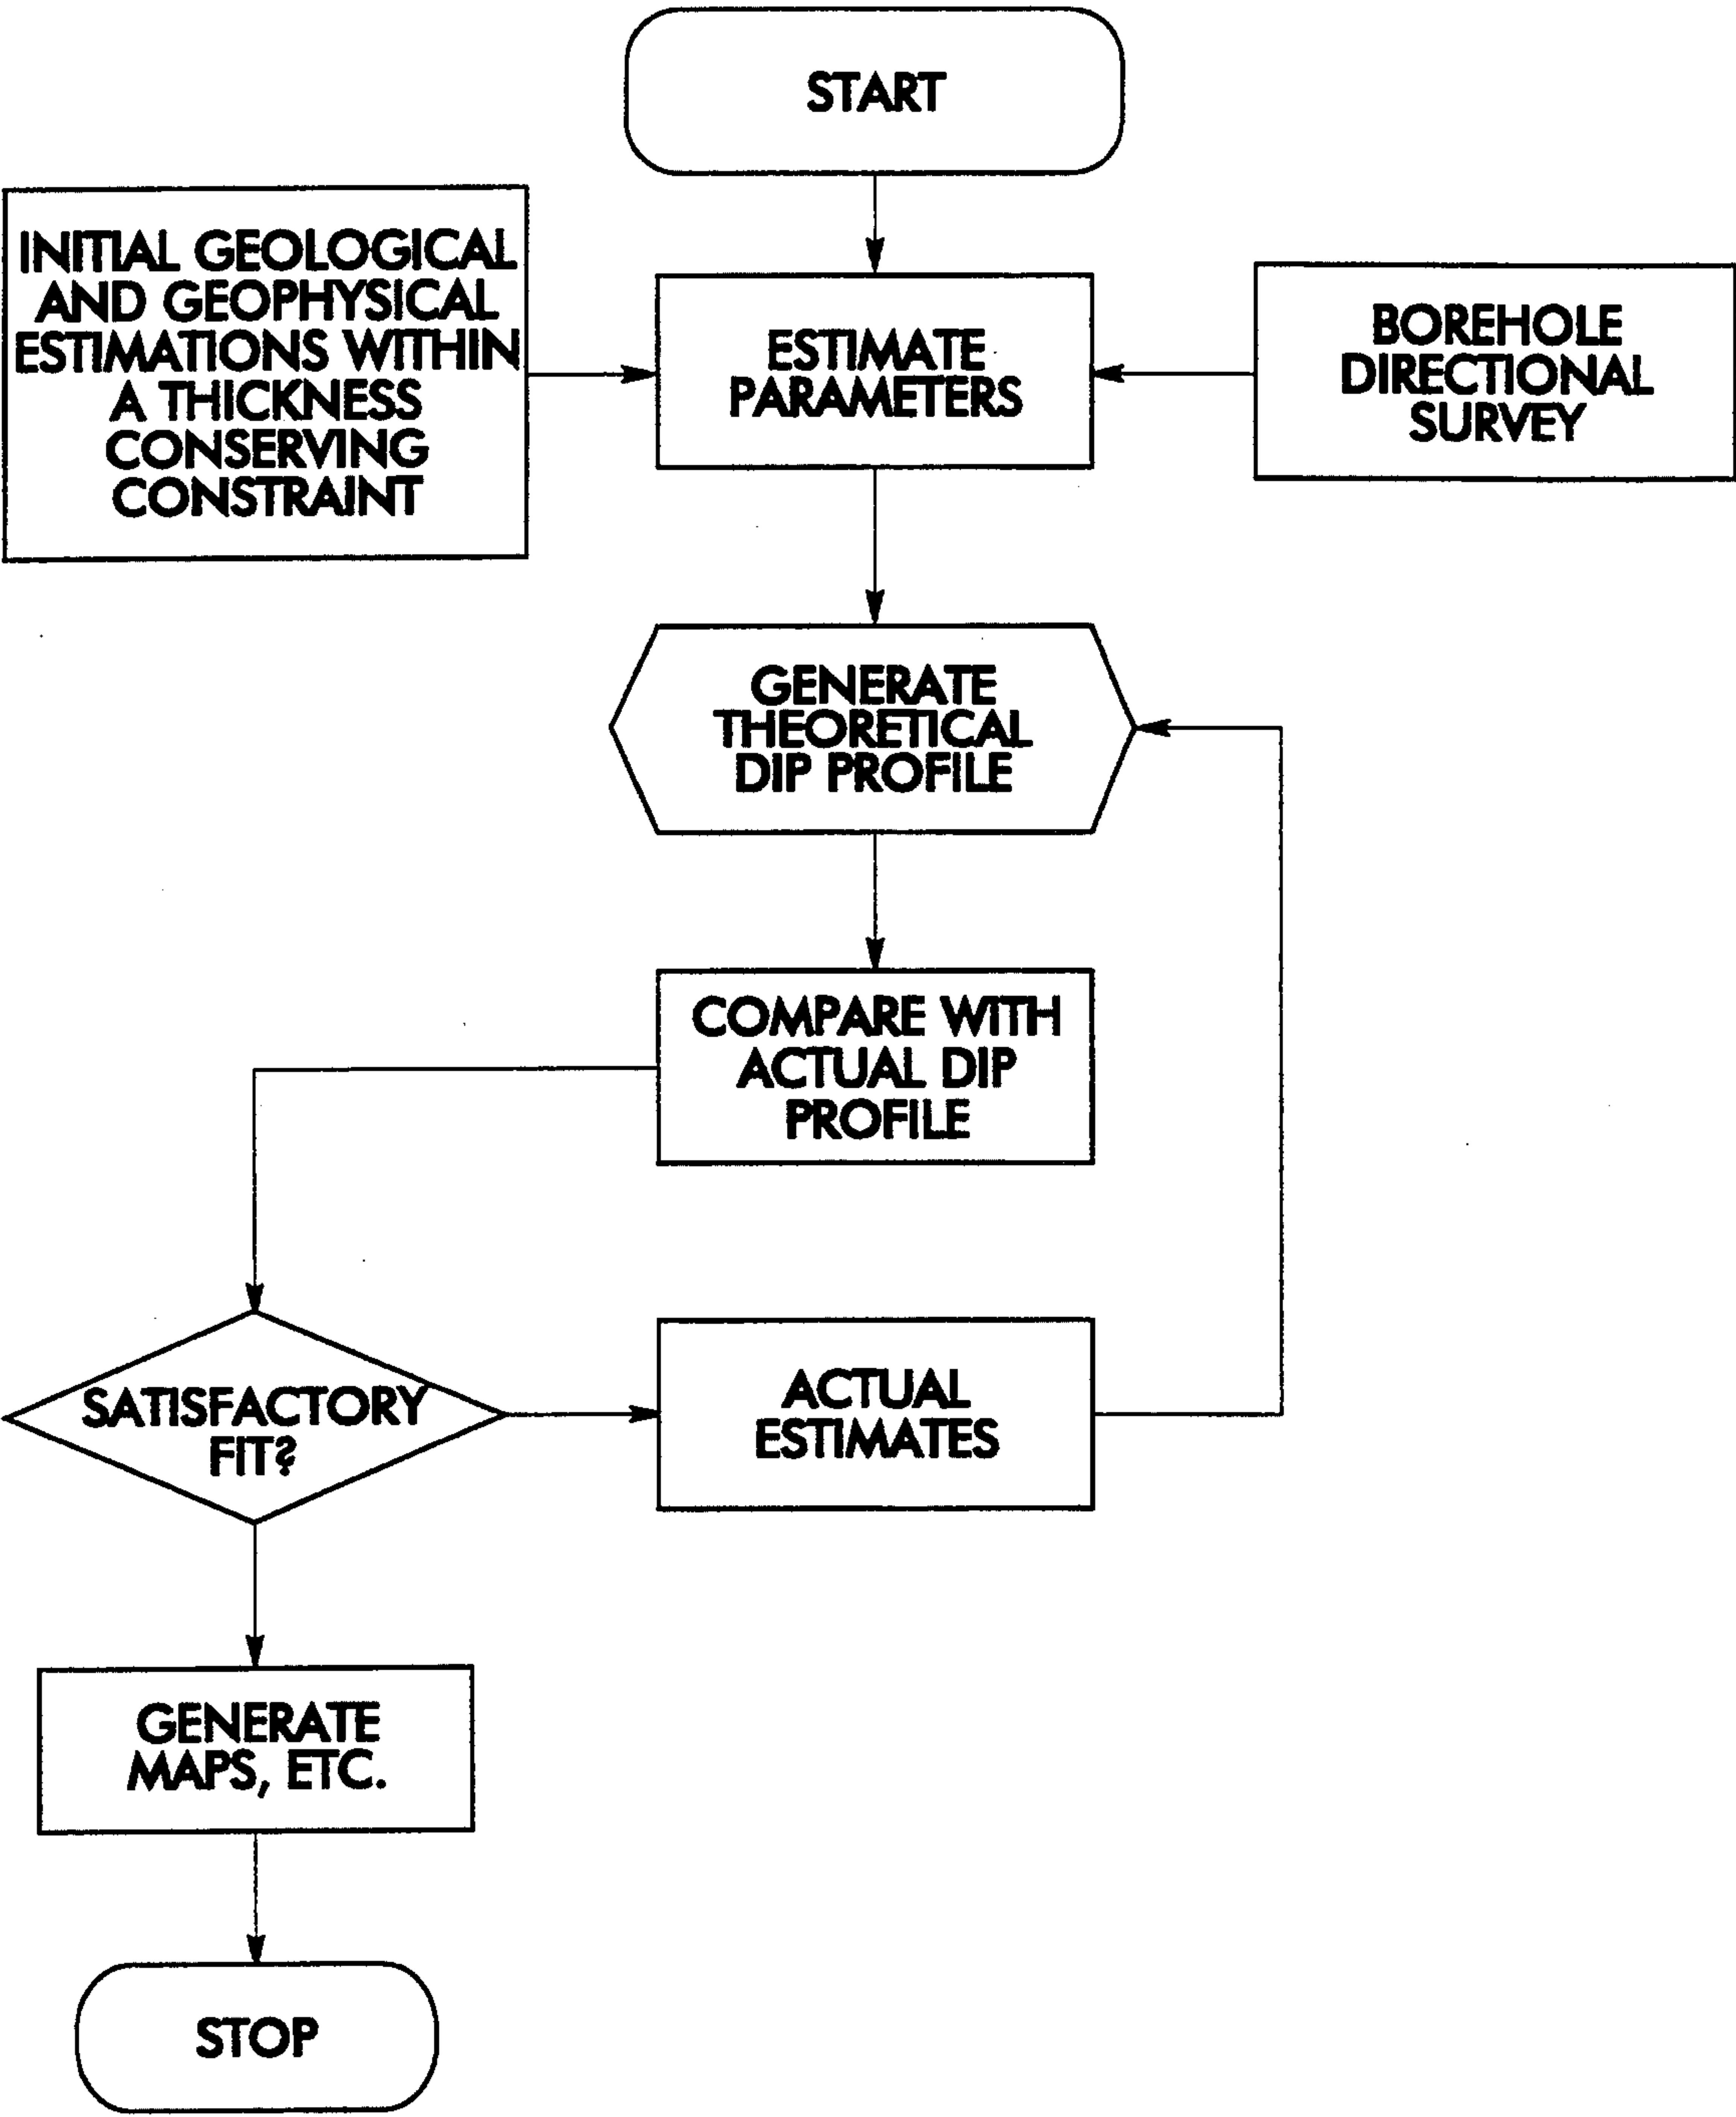 START
INITIAL GEOLOGICAL
AND GEOPHYSICAL
ESTIMATIONS WITHIN
A THICKNESS
CONSERVING
CONSTRAINT
ESTIMATE
PARAMETERS
BOREHOLE
DIRECTIONAL
SURVEY
GENERATE
THEORETICAL
DIP PROFILE
COMPARE WITH
ACTUAL DIP
PROFILE
SATISFACTORY
FIT?
ACTUAL
ESTIMATES
GENERATE
MAPS, ETC.
STOP